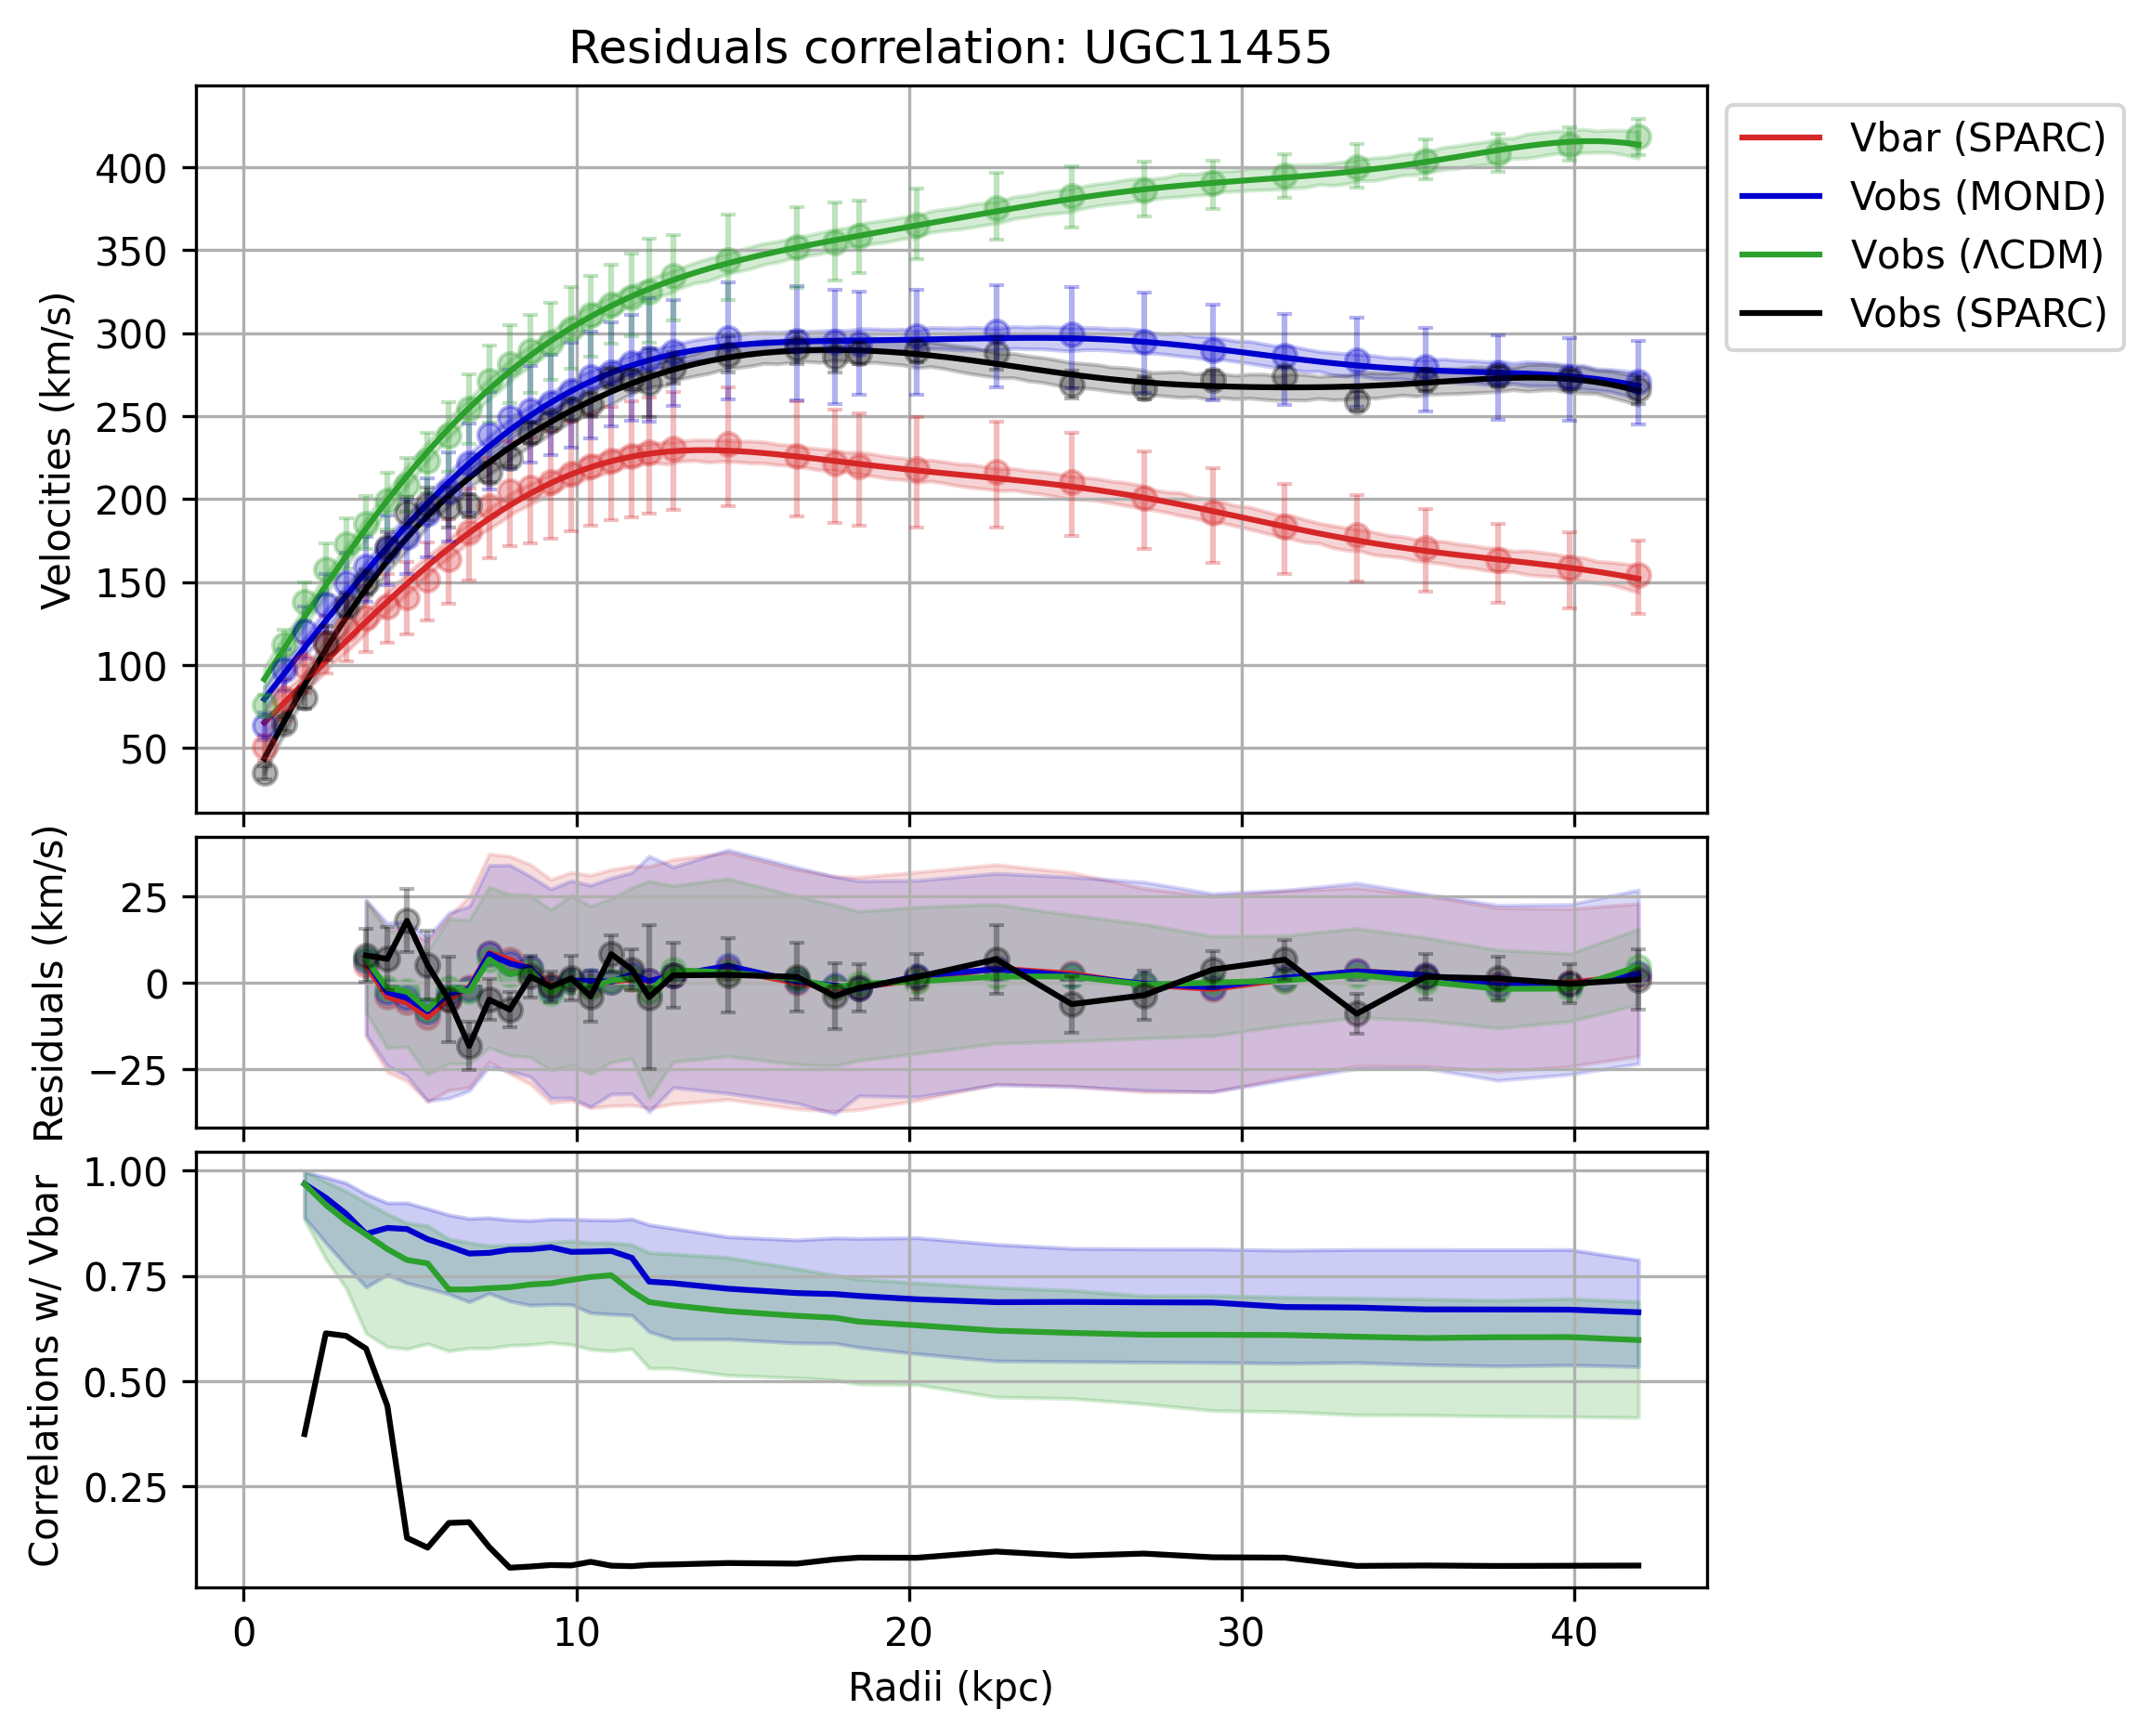 Residuals correlation: UGC11455
Velocities (km/s)
400
350
300
250
200
150
100
50
Vbar (SPARC)
Vobs (MOND)
Vobs (ΛCDM)
Vobs (SPARC)
Residuals (km/s)
25
0
−25
Correlations w/ Vbar
1.00
0.75
0.50
0.25
0 10 20 30 40
Radii (kpc)